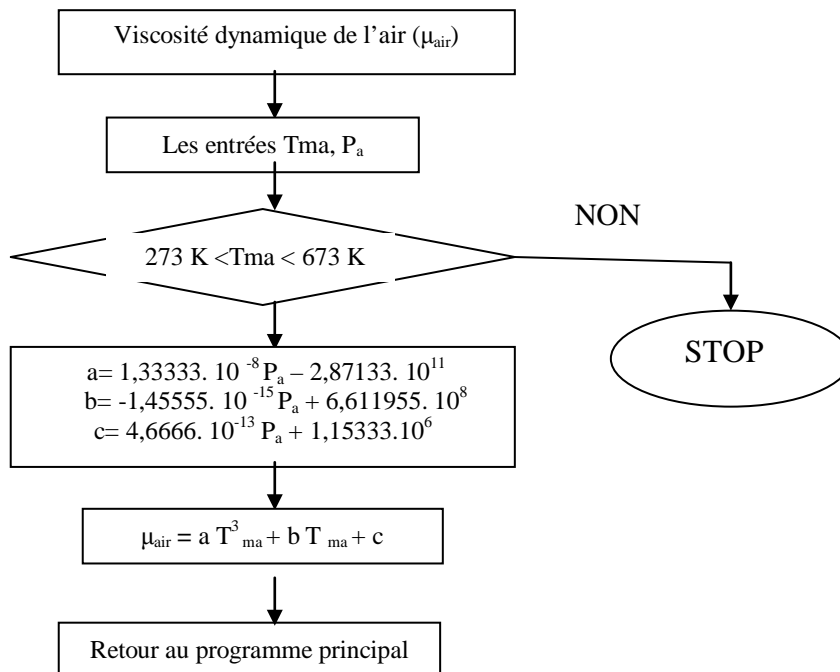 Viscosité dynamique de l’air (μair)
Les entrées Tma, Pa
NON
273 K <Tma < 673 K
STOP
a= 1,33333. 10 -8 Pa – 2,87133. 10 11
b= -1,45555. 10 -15 Pa + 6,611955. 10 8
c= 4,6666. 10 -13 Pa + 1,15333.10 6
μair = a T3 ma + b T ma + c
Retour au programme principal